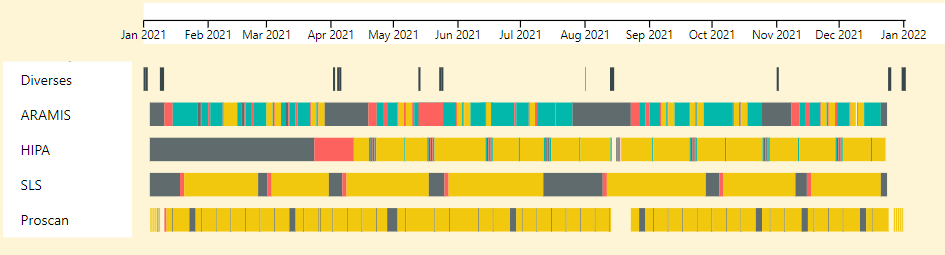 Jan 2021 Feb 2021 Mar 2021 Apr 2021 May 2021 Jun 2021 Jul 2021 Aug 2021 Sep 2021 Oct 2021 Nov 2021 Dec 2021 Jan 2022
Diverses
ARAMIS
HIPA
SLS
Proscan